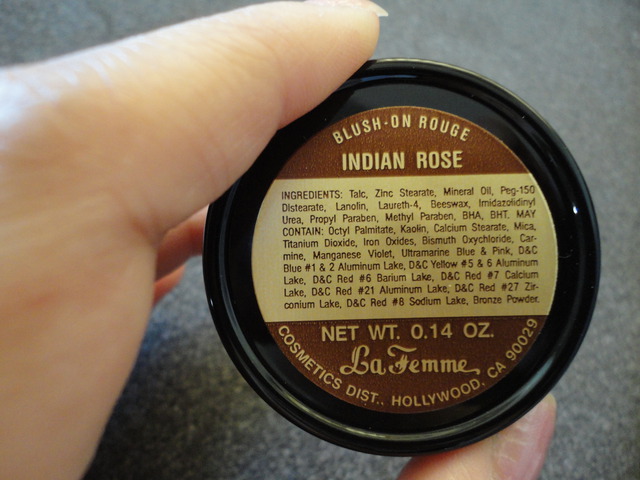 BLUSH-ON ROUGE
INDIAN ROSE
INGREDIENTS: Talc, Zinc Stearate, Mineral Oil, Peg-150
Distearate, Lanolin, Laureth-4, Beeswax, Imidazolidinyl
Urea, Propyl Paraben, Methyl Paraben, BHA, BHT. MAY
CONTAIN: Octyl Palmitate, Kaolin, Calcium Stearate, Mica,
Titanium Dioxide, Iron Oxides, Bismuth Oxychloride, Car-
mine, Manganese Violet, Ultramarine Blue & Pink, D&C
Blue #1 & 2 Aluminum Lake, D&C Yellow #5 & 6 Aluminum
Lake, D&C Red #6 Barium Lake, D&C Red #7 Calcium
Lake, D&C Red #21 Aluminum Lake, D&C Red #27 Zir-
conium Lake, D&C Red #8 Sodium Lake, Bronze Powder.
NET WT. 0.14 OZ.
La Femme
COSMETICS DIST., HOLLYWOOD, CA 90029